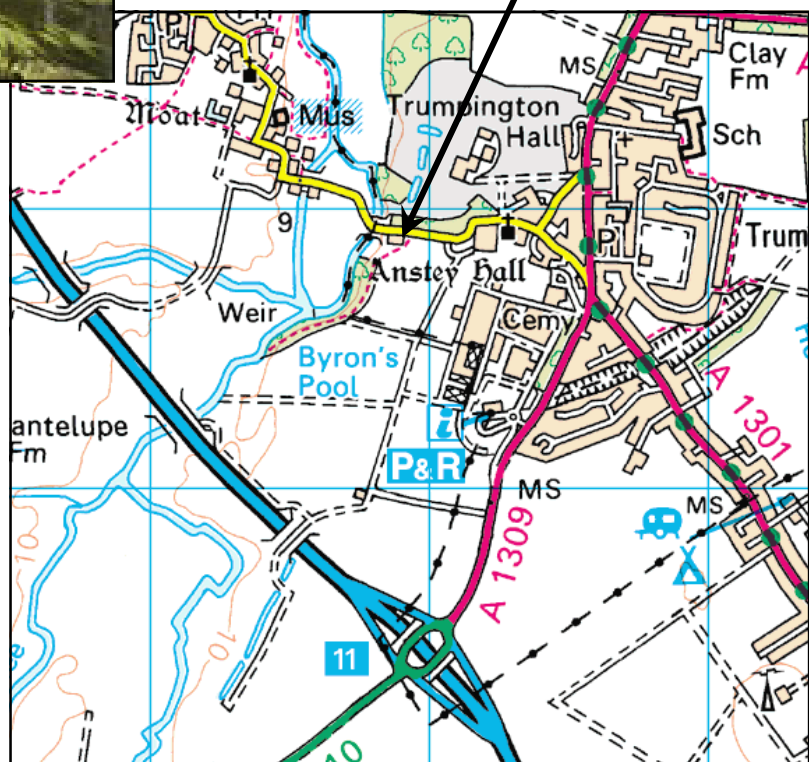 P
MS
Clay
Fm
Moat
Mus
Trumpington
Hall
Sch
9
P
Trum
Anstey Hall
Weir
Cemy
Byron's
Pool
antelupe
Fm
i
P&R
A 1301
MS
MS
A 1309
10
10
11
10